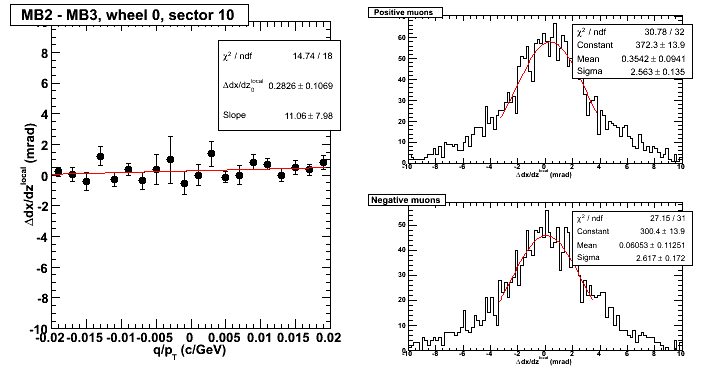 MB2 - MB3, wheel 0, sector 10
χ² / ndf 14.74 / 18
Δdx/dz₀^local 0.2826 ± 0.1069
Slope 11.06 ± 7.98
Δdx/dz^local (mrad)
8
6
4
2
0
-2
-4
-6
-8
-10
-0.02 -0.015 -0.01 -0.005 0 0.005 0.01 0.015 0.02
q/p_T (c/GeV)
Positive muons
χ² / ndf 30.78 / 32
Constant 372.3 ± 13.9
Mean 0.3542 ± 0.0941
Sigma 2.563 ± 0.135
60
50
40
30
20
10
0
-10 -8 -6 -4 -2 0 2 4 6 8 10
Δdx/dz^local (mrad)
Negative muons
χ² / ndf 27.15 / 31
Constant 300.4 ± 13.9
Mean 0.06053 ± 0.11251
Sigma 2.617 ± 0.172
50
40
30
20
10
0
-10 -8 -6 -4 -2 0 2 4 6 8 10
Δdx/dz^local (mrad)